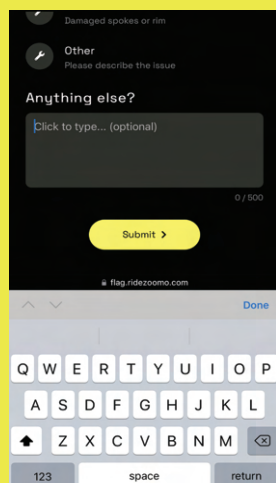 Damaged spokes or rim
Other
Please describe the issue
Anything else?
Click to type... (optional)
0 / 500
Submit >
flag.ridezoomo.com
Done
Q W E R T Y U I O P
A S D F G H J K L
Z X C V B N M
123 space return